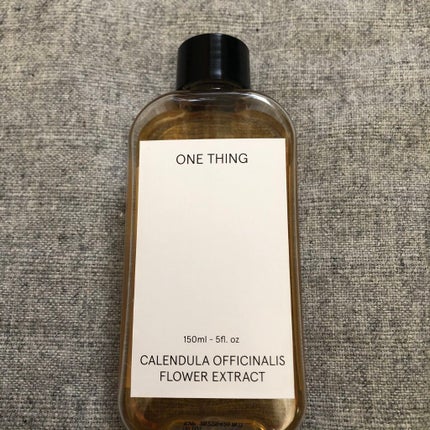 ONE THING
150ml - 5fl. oz
CALENDULA OFFICINALIS
FLOWER EXTRACT